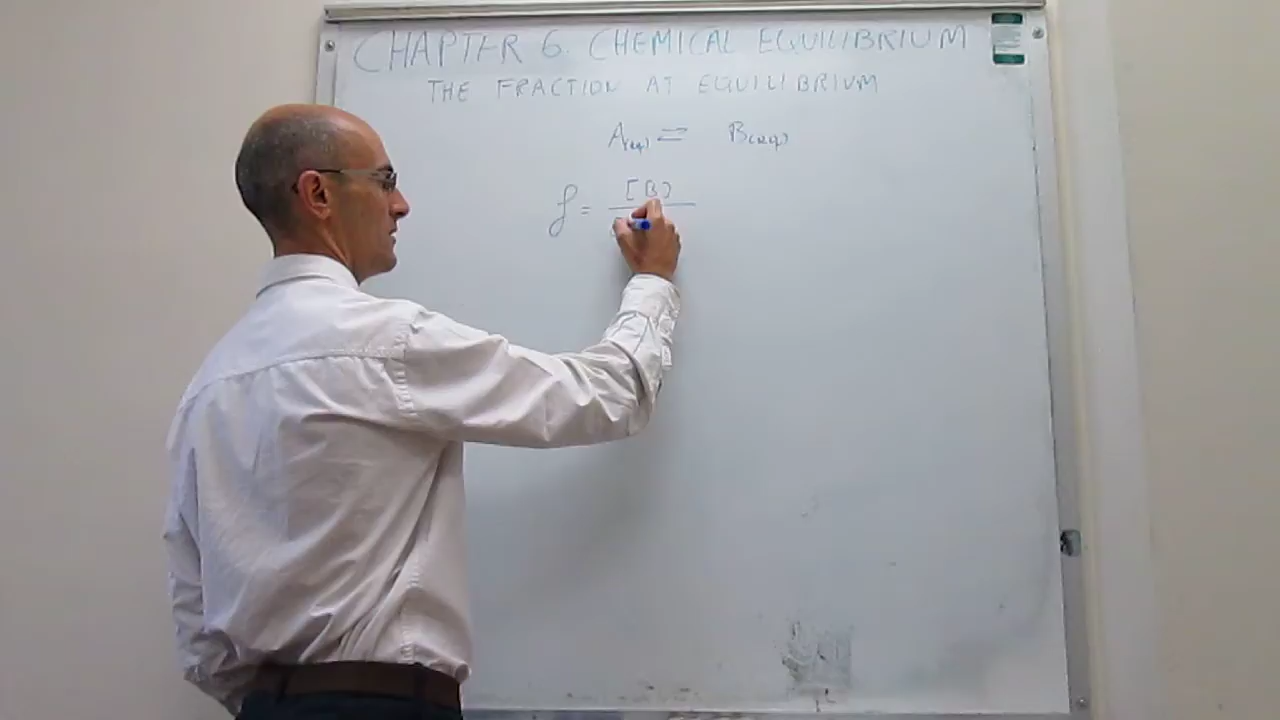 CHAPTER 6. CHEMICAL EQUILIBRIUM
THE FRACTION AT EQUILIBRIUM
A(aq) ⇌ B(aq)
f = [B]
[